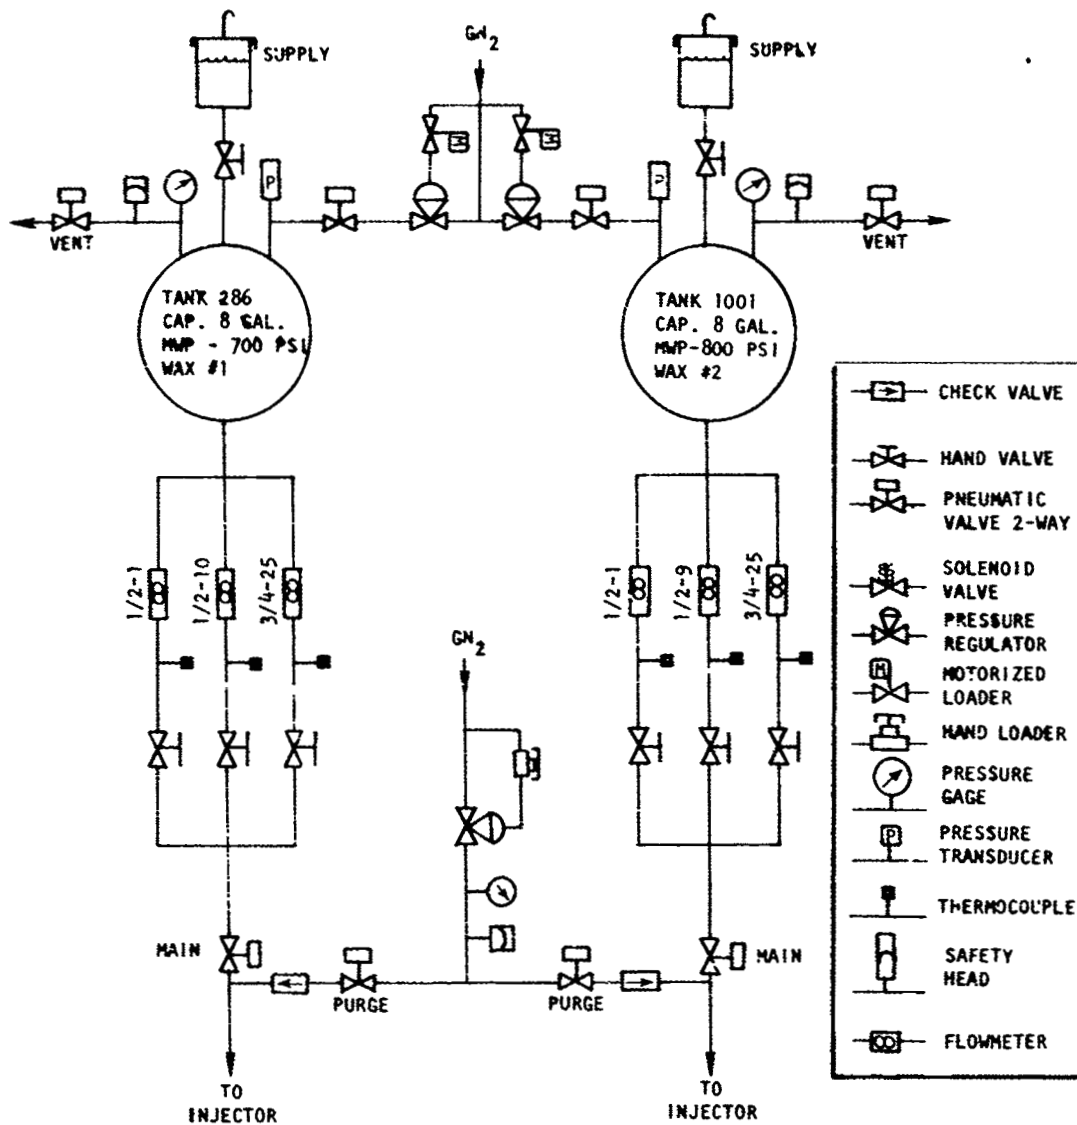 SUPPLY
GN2
SUPPLY
M
M
P
P
VENT
VENT
TANK 286
CAP. 8 GAL.
MWP - 700 PSI
WAX #1
TANK 1001
CAP. 8 GAL.
MWP-800 PSI
WAX #2
1/2-1
1/2-10
3/4-25
1/2-1
1/2-9
3/4-25
GN2
MAIN
MAIN
PURGE
PURGE
TO
INJECTOR
TO
INJECTOR
CHECK VALVE
HAND VALVE
PNEUMATIC
VALVE 2-WAY
SOLENOID
VALVE
PRESSURE
REGULATOR
M
MOTORIZED
LOADER
HAND LOADER
PRESSURE
GAGE
P
PRESSURE
TRANSDUCER
THERMOCOUPLE
SAFETY
HEAD
FLOWMETER